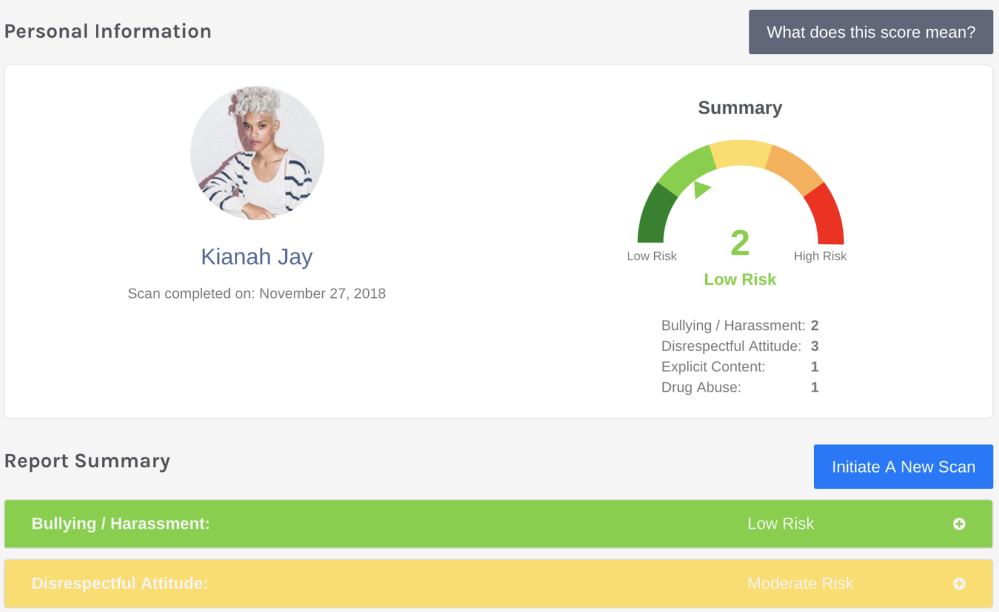 Personal Information
What does this score mean?
Kianah Jay
Scan completed on: November 27, 2018
Summary
Low Risk
2
High Risk
Low Risk
Bullying / Harassment: 2
Disrespectful Attitude: 3
Explicit Content: 1
Drug Abuse: 1
Report Summary
Initiate A New Scan
Bullying / Harassment: Low Risk
Disrespectful Attitude: Moderate Risk